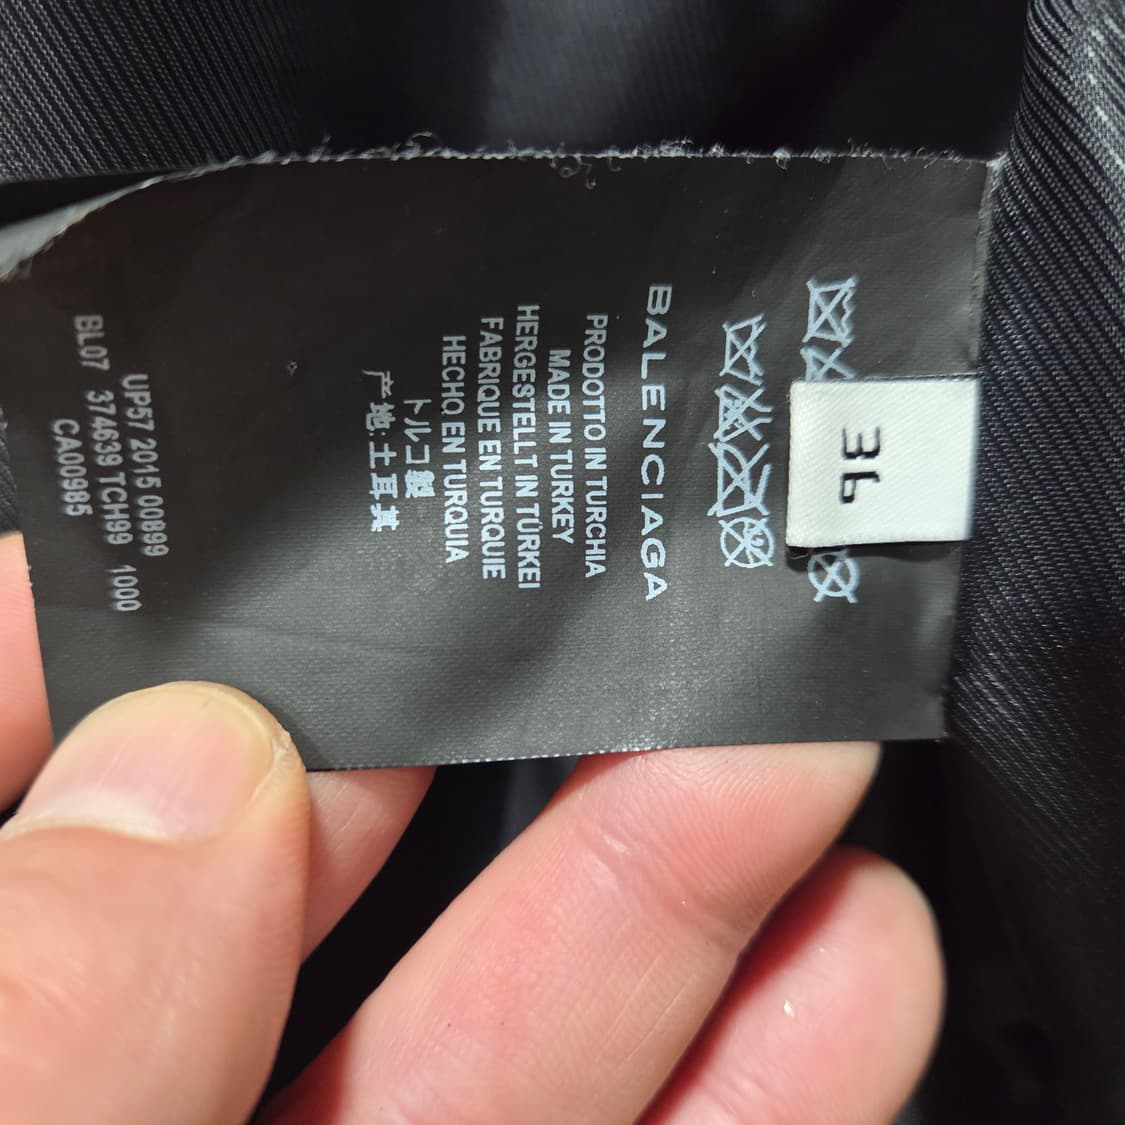 36
BALENCIAGA
PRODOTTO IN TURCHIA
MADE IN TURKEY
HERGESTELLT IN TÜRKEI
FABRIQUE EN TURQUIE
HECHO EN TURQUIA
トルコ製
产地:土耳其
UP57 2015 00899
BL07 374639 TCH99 1000
CA00985